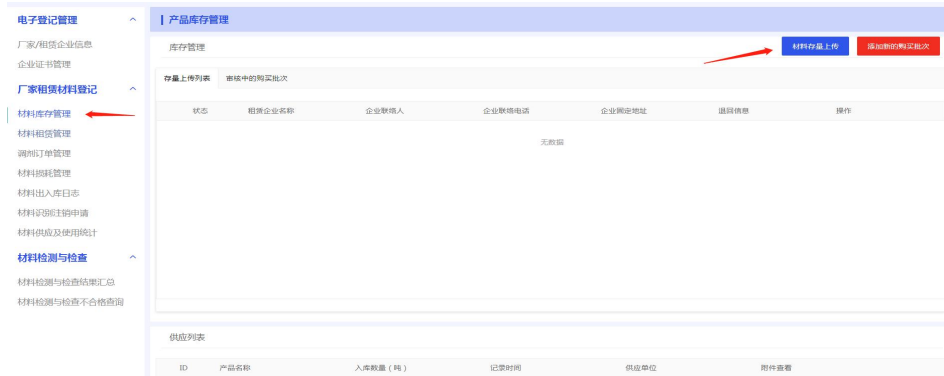 电子登记管理
厂家/租赁企业信息
企业证书管理
厂家租赁材料登记
材料库存管理
材料租赁管理
调剂订单管理
材料损耗管理
材料出入库日志
材料识别注销申请
材料供应及使用统计
材料检测与检查
材料检测与检查结果汇总
材料检测与检查不合格查询
产品库存管理
库存管理
材料存量上传 添加新的购买批次
存量上传列表 审核中的购买批次
状态 租赁企业名称 企业联络人 企业联络电话 企业固定地址 退回信息 操作
无数据
供应列表
ID 产品名称 入库数量（吨） 记录时间 供应单位 附件查看